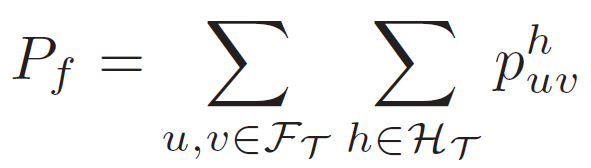 $P_f = \sum_{u,v \in \mathcal{F}_{\mathcal{T}}} \sum_{h \in \mathcal{H}_{\mathcal{T}}} p_{uv}^{h}$